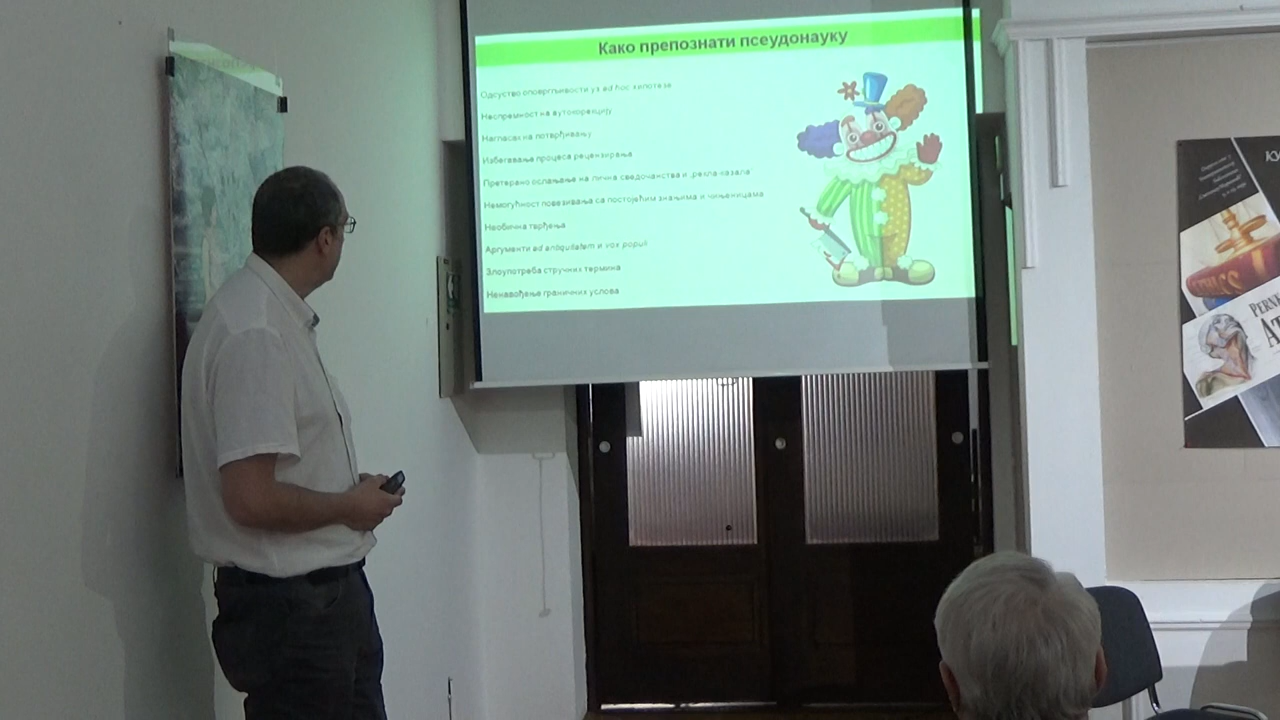 Како препознати псеудонауку
Одсуство оповргљивости уз ad hoc хипотезе
Неспремност на аутокорекцију
Нагласак на потврђивању
Избегавање процеса рецензирања
Претерано ослањање на лична сведочанства и „рекла-казала“
Немогућност повезивања са постојећим знањима и чињеницама
Необична тврђења
Аргументи ad antiquitatem и vox populi
Злоупотреба стручних термина
Ненавођење граничних услова